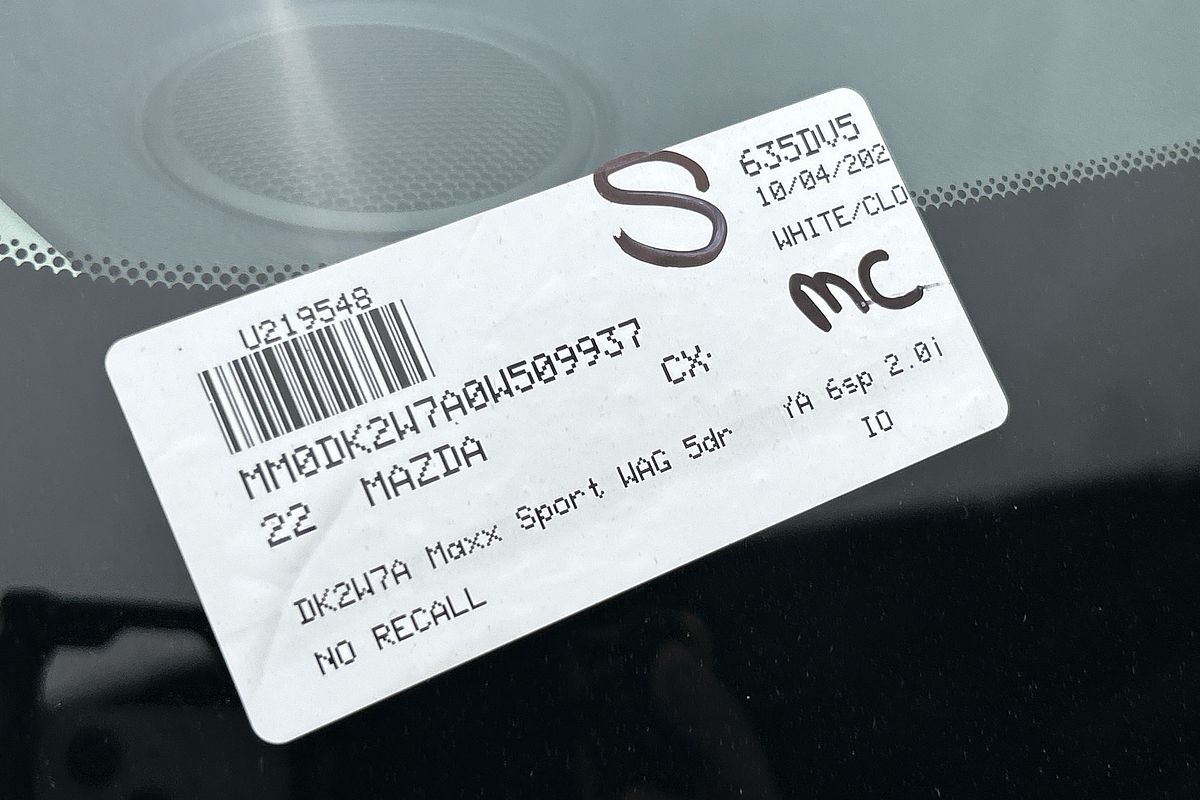 S
635DV5
10/04/202
WHITE/CLO
MC
U219548
MM0DK2W7A0W509937
22 MAZDA CX-
DK2W7A Maxx Sport WAG 5dr YA 6sp 2.0i
NO RECALL IO